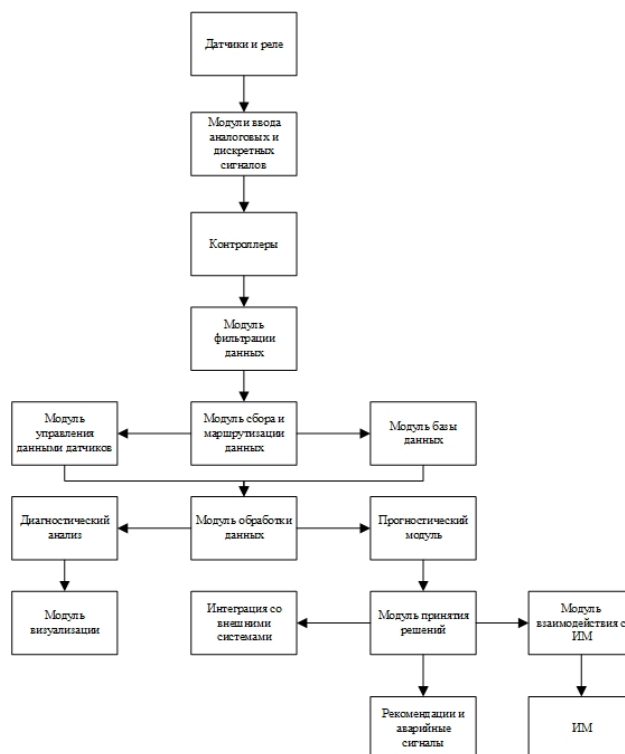 Датчики и реле
Модули ввода
аналоговых и
дискретных
сигналов
Контроллеры
Модуль
фильтрации
данных
Модуль
управления
данными датчиков
Модуль сбора и
маршрутизации
данных
Модуль базы
данных
Диагностический
анализ
Модуль обработки
данных
Прогностический
модуль
Модуль
визуализации
Интеграция со
внешними
системами
Модуль принятия
решений
Модуль
взаимодействия с
ИМ
Рекомендации и
аварийные
сигналы
ИМ